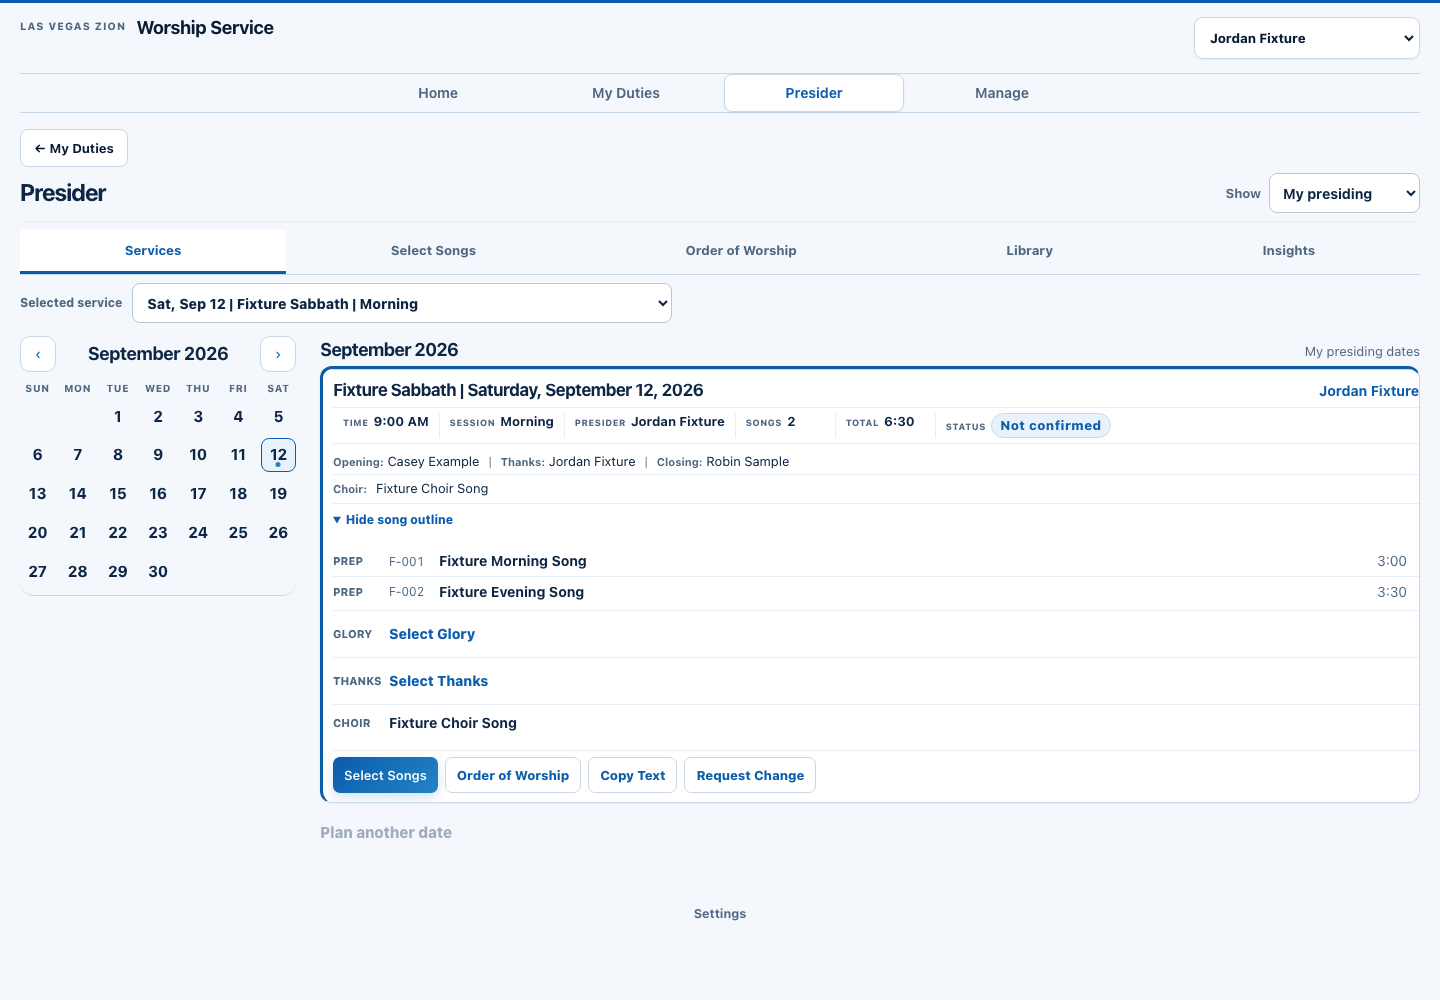 LAS VEGAS ZION Worship Service
Jordan Fixture
Home My Duties Presider Manage
← My Duties
Presider
Show My presiding
Services Select Songs Order of Worship Library Insights
Selected service Sat, Sep 12 | Fixture Sabbath | Morning
‹ September 2026 ›
SUN MON TUE WED THU FRI SAT
1 2 3 4 5
6 7 8 9 10 11 12
13 14 15 16 17 18 19
20 21 22 23 24 25 26
27 28 29 30
September 2026
My presiding dates
Fixture Sabbath | Saturday, September 12, 2026
Jordan Fixture
TIME 9:00 AM SESSION Morning PRESIDER Jordan Fixture SONGS 2 TOTAL 6:30 STATUS Not confirmed
Opening: Casey Example | Thanks: Jordan Fixture | Closing: Robin Sample
Choir: Fixture Choir Song
▼ Hide song outline
PREP F-001 Fixture Morning Song 3:00
PREP F-002 Fixture Evening Song 3:30
GLORY Select Glory
THANKS Select Thanks
CHOIR Fixture Choir Song
Select Songs Order of Worship Copy Text Request Change
Plan another date
Settings